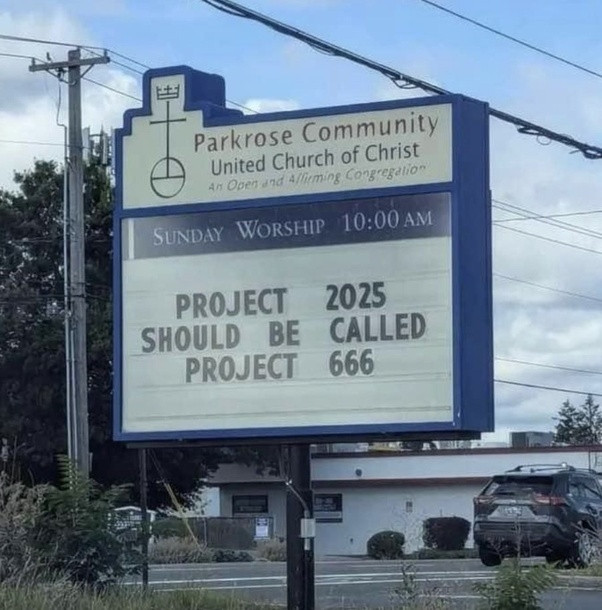 Parkrose Community
United Church of Christ
An Open and Affirming Congregation
SUNDAY WORSHIP 10:00 AM
PROJECT 2025
SHOULD BE CALLED
PROJECT 666